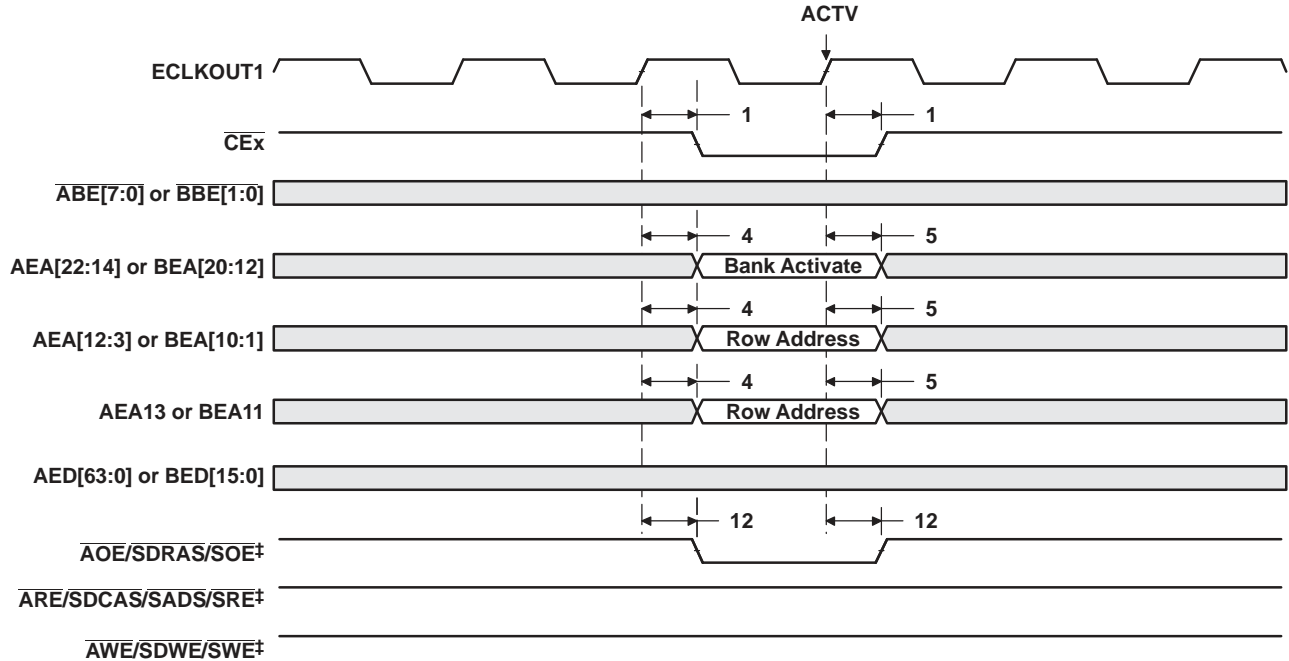 ACTV
ECLKOUT1
1 1
CEx
ABE[7:0] or BBE[1:0]
4 5
AEA[22:14] or BEA[20:12] Bank Activate
4 5
AEA[12:3] or BEA[10:1] Row Address
4 5
AEA13 or BEA11 Row Address
AED[63:0] or BED[15:0]
12 12
AOE/SDRAS/SOE‡
ARE/SDCAS/SADS/SRE‡
AWE/SDWE/SWE‡